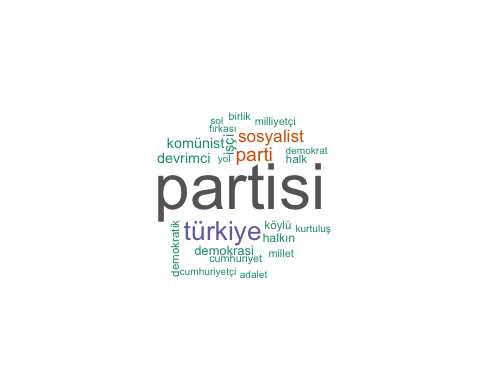 birlik
sol
milliyetçi
fırkası
sosyalist
işçi
komünist
parti
demokrat
devrimci
yol
halk
partisi
türkiye
köylü
kurtuluş
halkın
demokratik
demokrasi
millet
cumhuriyet
cumhuriyetçi
adalet